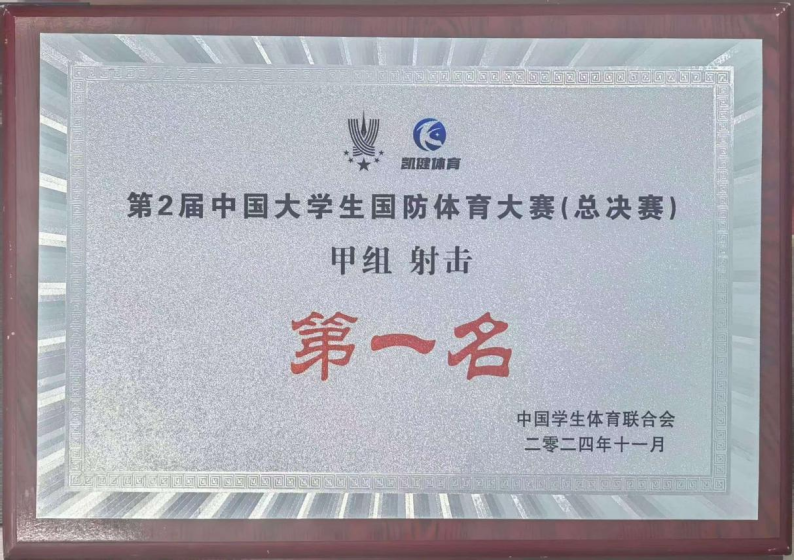 凯健体育
第2届中国大学生国防体育大赛(总决赛)
甲组 射击
第一名
中国学生体育联合会
二零二四年十一月